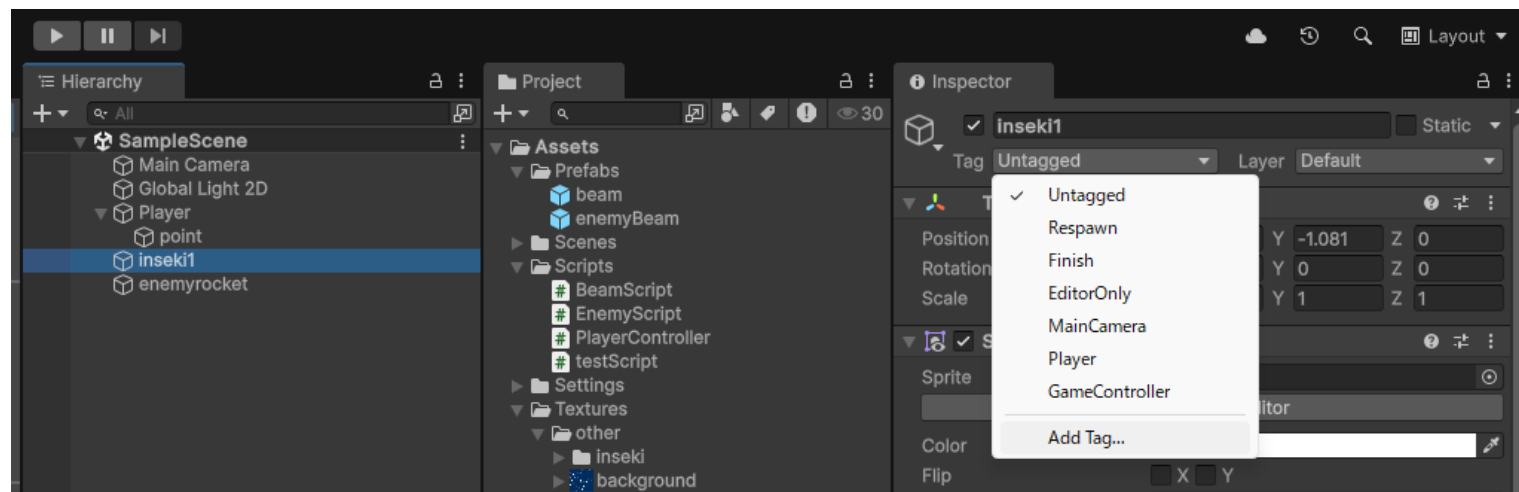 Layout
Hierarchy
All
SampleScene
Main Camera
Global Light 2D
Player
point
inseki1
enemyrocket
Project
30
Assets
Prefabs
beam
enemyBeam
Scenes
Scripts
BeamScript
EnemyScript
PlayerController
testScript
Settings
Textures
other
inseki
background
Inspector
inseki1 Static
Tag Untagged Layer Default
Untagged
Respawn
Finish
EditorOnly
MainCamera
Player
GameController
Add Tag...
T
Position Y -1.081 Z 0
Rotation Y 0 Z 0
Scale Y 1 Z 1
S
Sprite
itor
Color
Flip X Y